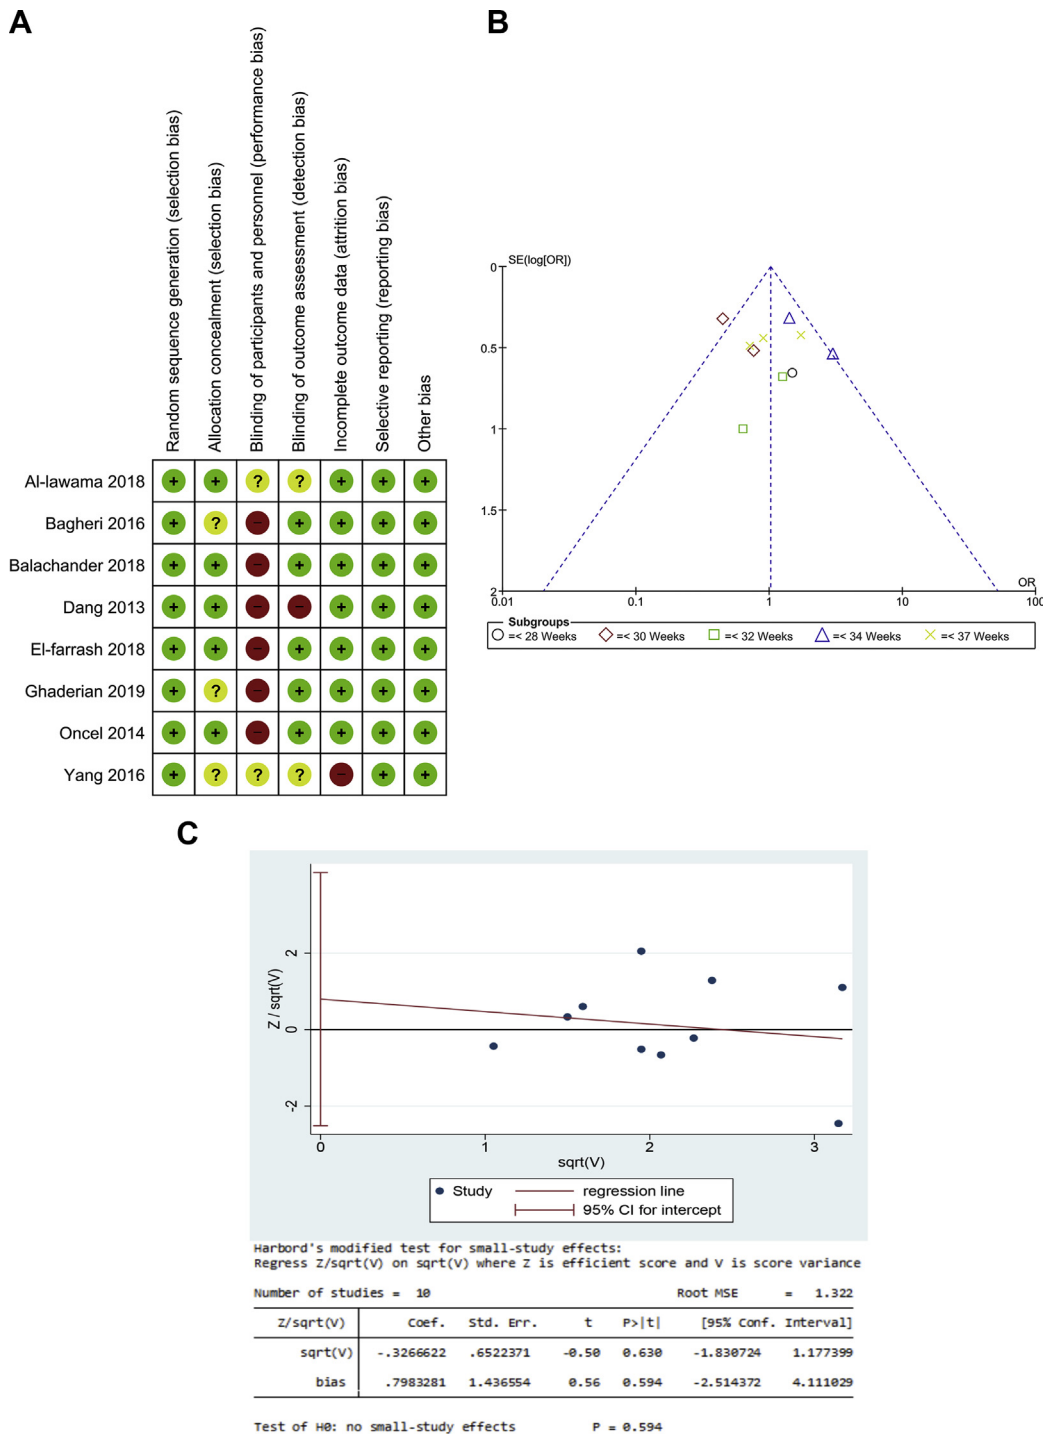 A
Random sequence generation (selection bias)
Allocation concealment (selection bias)
Blinding of participants and personnel (performance bias)
Blinding of outcome assessment (detection bias)
Incomplete outcome data (attrition bias)
Selective reporting (reporting bias)
Other bias
Al-lawama 2018 + + ? ? + + +
Bagheri 2016 + ? − + + + +
Balachander 2018 + + − + + + +
Dang 2013 + + − − + + +
El-farrash 2018 + + − + + + +
Ghaderian 2019 + ? − + + + +
Oncel 2014 + + − + + + +
Yang 2016 + ? ? ? − + +
B
SE(log[OR])
0
0.5
1
1.5
2
OR
0.01 0.1 1 10 100
Subgroups
=< 28 Weeks =< 30 Weeks =< 32 Weeks =< 34 Weeks =< 37 Weeks
C
Z / sqrt(V)
2
0
-2
0 1 2 3
sqrt(V)
Study regression line
95% CI for intercept
Harbord's modified test for small-study effects:
Regress Z/sqrt(V) on sqrt(V) where Z is efficient score and V is score variance
Number of studies = 10 Root MSE = 1.322
Z/sqrt(V) Coef. Std. Err. t P>|t| [95% Conf. Interval]
sqrt(V) -.3266622 .6522371 -0.50 0.630 -1.830724 1.177399
bias .7983281 1.436554 0.56 0.594 -2.514372 4.111029
Test of H0: no small-study effects P = 0.594